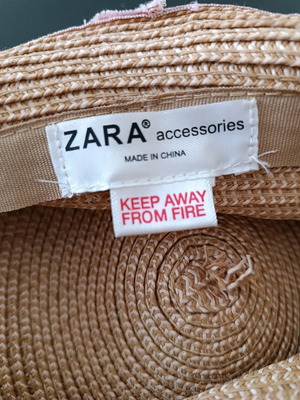 ZARA® accessories
MADE IN CHINA
KEEP AWAY
FROM FIRE